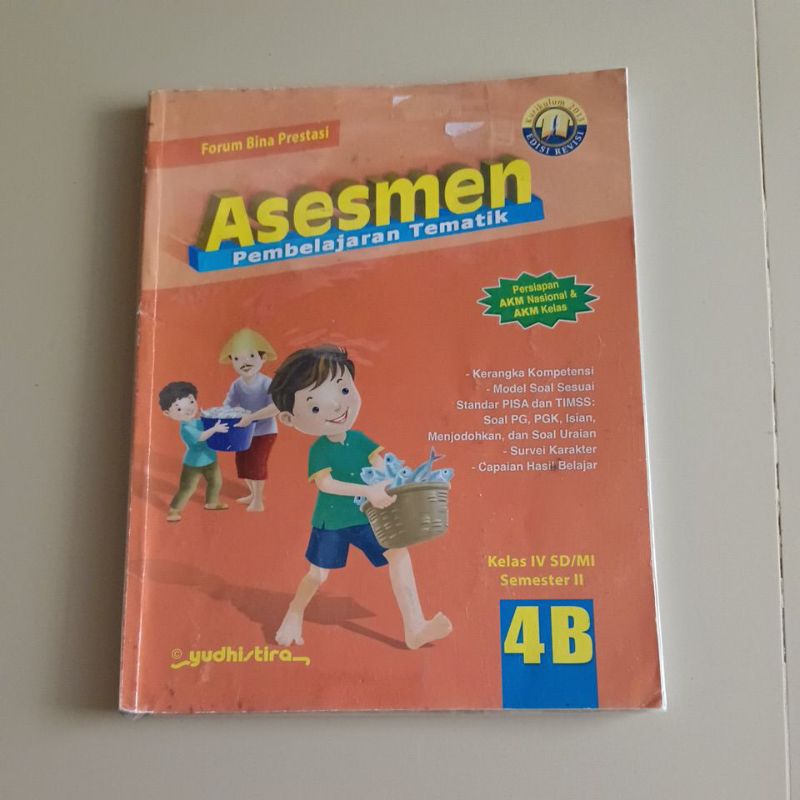 Forum Bina Prestasi
Kurikulum 2013
EDISI REVISI
Asesmen
Pembelajaran Tematik
Persiapan
AKM Nasional &
AKM Kelas
- Kerangka Kompetensi
- Model Soal Sesuai
Standar PISA dan TIMSS:
Soal PG, PGK, Isian,
Menjodohkan, dan Soal Uraian
- Survei Karakter
- Capaian Hasil Belajar
Kelas IV SD/MI
Semester II
4B
© yudhistira